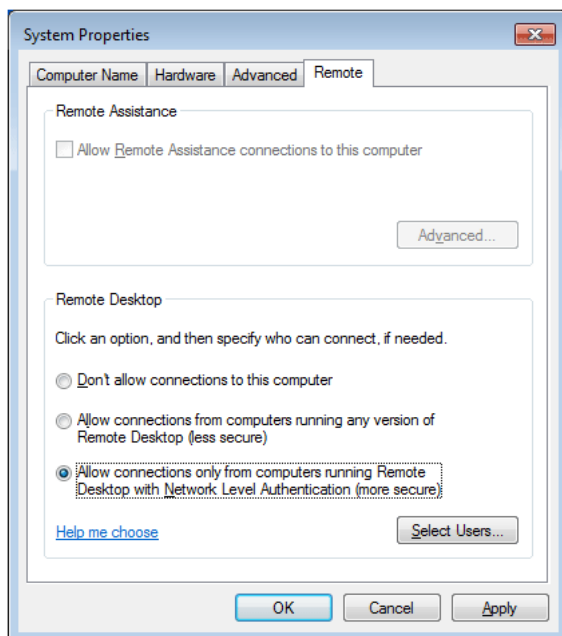 System Properties
Computer Name Hardware Advanced Remote
Remote Assistance
Allow Remote Assistance connections to this computer
Advanced...
Remote Desktop
Click an option, and then specify who can connect, if needed.
Don't allow connections to this computer
Allow connections from computers running any version of
Remote Desktop (less secure)
Allow connections only from computers running Remote
Desktop with Network Level Authentication (more secure)
Help me choose Select Users...
OK Cancel Apply